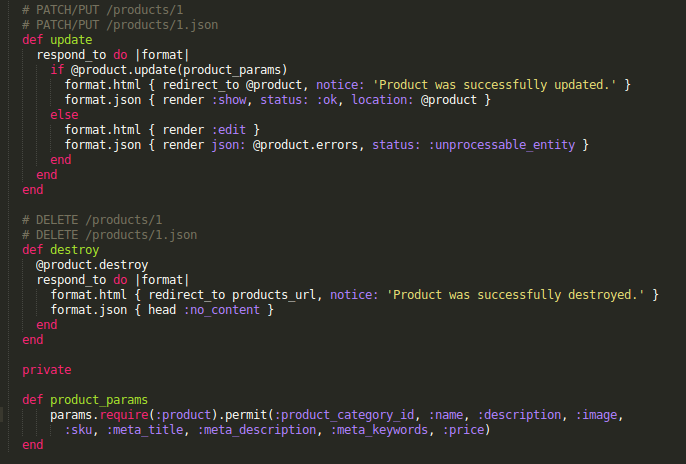 # PATCH/PUT /products/1
# PATCH/PUT /products/1.json
def update
  respond_to do |format|
    if @product.update(product_params)
      format.html { redirect_to @product, notice: 'Product was successfully updated.' }
      format.json { render :show, status: :ok, location: @product }
    else
      format.html { render :edit }
      format.json { render json: @product.errors, status: :unprocessable_entity }
    end
  end
end

# DELETE /products/1
# DELETE /products/1.json
def destroy
  @product.destroy
  respond_to do |format|
    format.html { redirect_to products_url, notice: 'Product was successfully destroyed.' }
    format.json { head :no_content }
  end
end

private

def product_params
    params.require(:product).permit(:product_category_id, :name, :description, :image,
      :sku, :meta_title, :meta_description, :meta_keywords, :price)
end